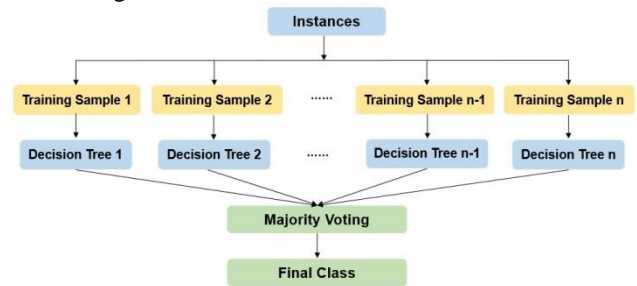 Instances
Training Sample 1 Training Sample 2 ...... Training Sample n-1 Training Sample n
Decision Tree 1 Decision Tree 2 ...... Decision Tree n-1 Decision Tree n
Majority Voting
Final Class